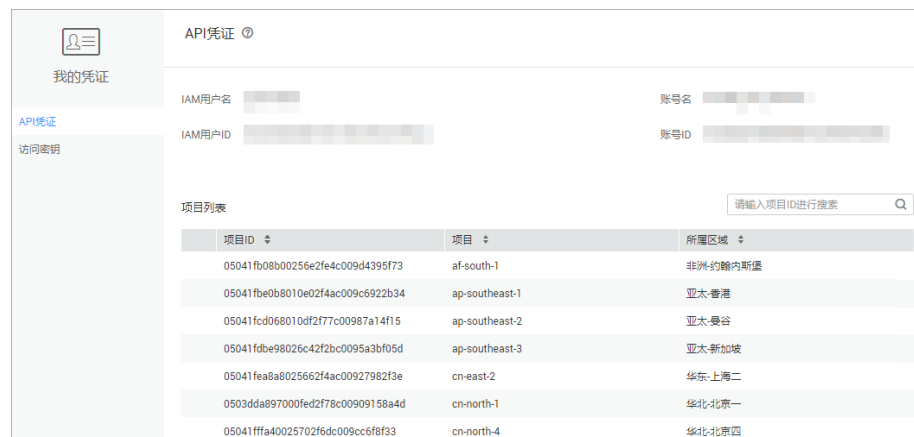 API凭证
我的凭证
IAM用户名
账号名
API凭证
IAM用户ID
账号ID
访问密钥
项目列表
请输入项目ID进行搜索
项目ID 项目 所属区域
05041fb08b00256e2fe4c009d4395f73 af-south-1 非洲-约翰内斯堡
05041fbe0b8010e02f4ac009c6922b34 ap-southeast-1 亚太-香港
05041fcd068010df2f77c00987a14f15 ap-southeast-2 亚太-曼谷
05041fdbe98026c42f2bc0095a3bf05d ap-southeast-3 亚太-新加坡
05041fea8a8025662f4ac00927982f3e cn-east-2 华东-上海二
0503dda897000fed2f78c00909158a4d cn-north-1 华北-北京一
05041fffa40025702f6dc009cc6f8f33 cn-north-4 华北-北京四